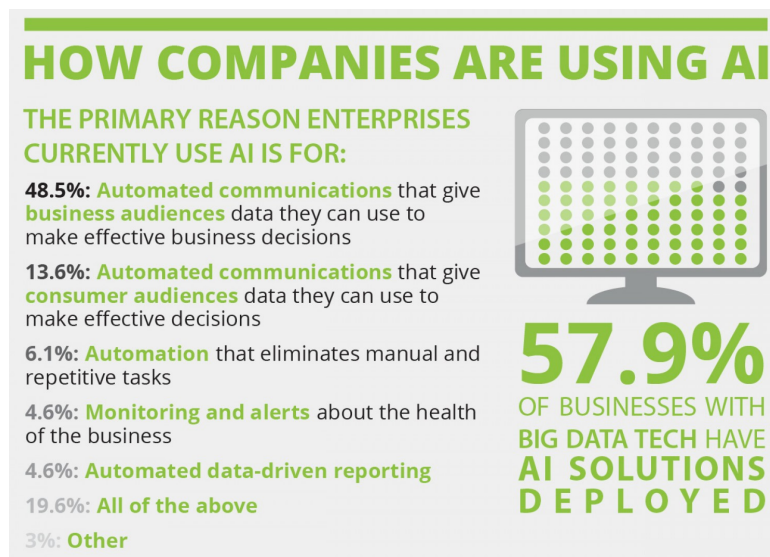 HOW COMPANIES ARE USING AI
THE PRIMARY REASON ENTERPRISES
CURRENTLY USE AI IS FOR:
48.5%: Automated communications that give
business audiences data they can use to
make effective business decisions
13.6%: Automated communications that give
consumer audiences data they can use to
make effective decisions
6.1%: Automation that eliminates manual and
repetitive tasks
4.6%: Monitoring and alerts about the health
of the business
4.6%: Automated data-driven reporting
19.6%: All of the above
3%: Other
57.9%
OF BUSINESSES WITH
BIG DATA TECH HAVE
AI SOLUTIONS
DEPLOYED